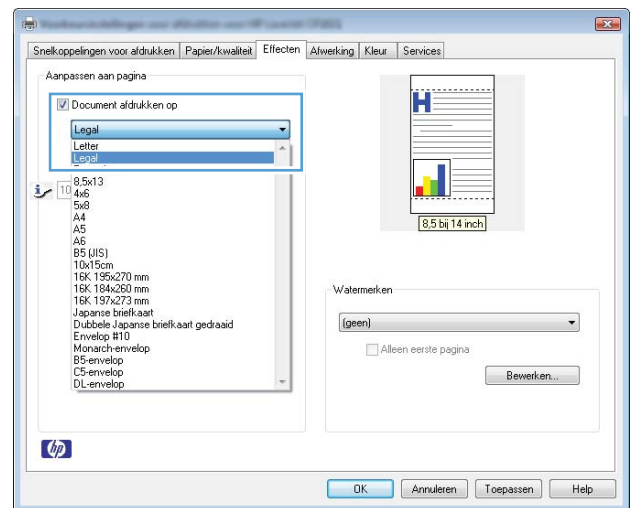 Snelkoppelingen voor afdrukken Papier/kwaliteit Effecten Afwerking Kleur Services
Aanpassen aan pagina
Document afdrukken op
Legal
Letter
Legal
8,5x13
10
4x6
5x8
A4
A5
A6
B5 (JIS)
10x15cm
16K 195x270 mm
16K 184x260 mm
16K 197x273 mm
Japanse briefkaart
Dubbele Japanse briefkaart gedraaid
Envelop #10
Monarch-envelop
B5-envelop
C5-envelop
DL-envelop
H
8,5 bij 14 inch
Watermerken
(geen)
Alleen eerste pagina
Bewerken...
hp
OK Annuleren Toepassen Help